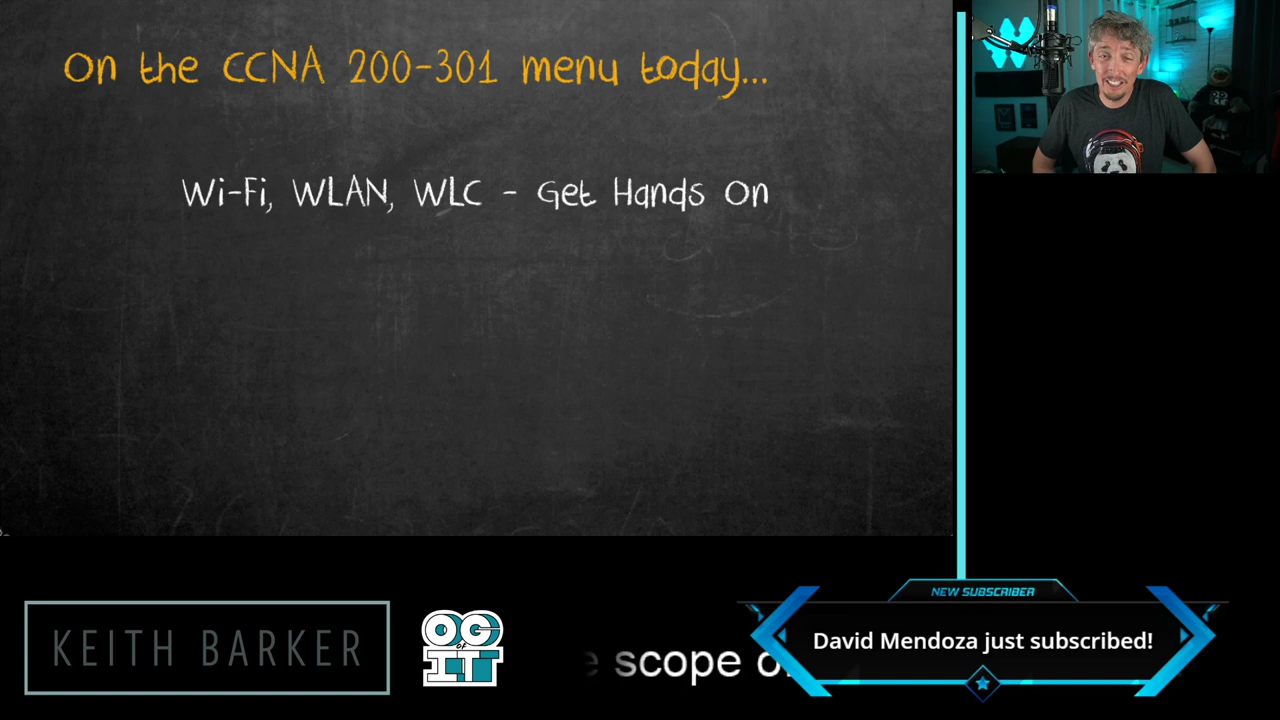 On the CCNA 200-301 menu today...
Wi-Fi, WLAN, WLC - Get Hands On
NEW SUBSCRIBER
David Mendoza just subscribed!
KEITH BARKER
OG
OF
IT
scope